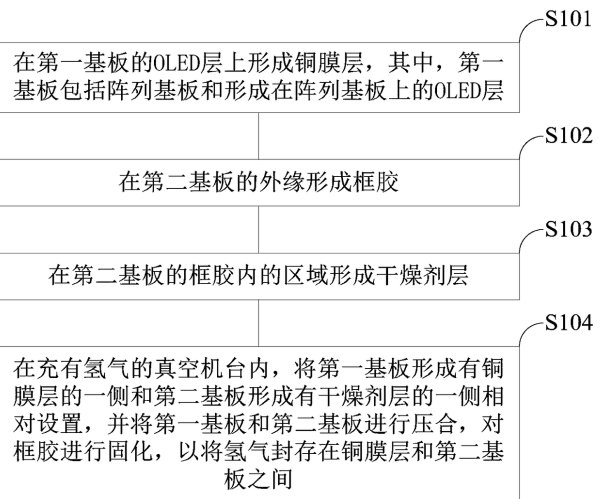 S101
在第一基板的OLED层上形成铜膜层，其中，第一
基板包括阵列基板和形成在阵列基板上的OLED层
S102
在第二基板的外缘形成框胶
S103
在第二基板的框胶内的区域形成干燥剂层
S104
在充有氢气的真空机台内，将第一基板形成有铜
膜层的一侧和第二基板形成有干燥剂层的一侧相
对设置，并将第一基板和第二基板进行压合，对
框胶进行固化，以将氢气封存在铜膜层和第二基
板之间